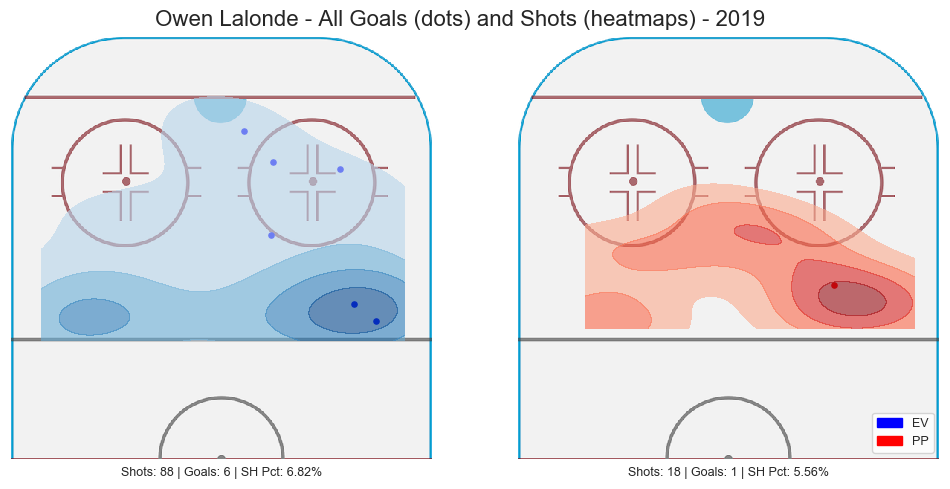 Owen Lalonde - All Goals (dots) and Shots (heatmaps) - 2019
EV
PP
Shots: 88 | Goals: 6 | SH Pct: 6.82%
Shots: 18 | Goals: 1 | SH Pct: 5.56%